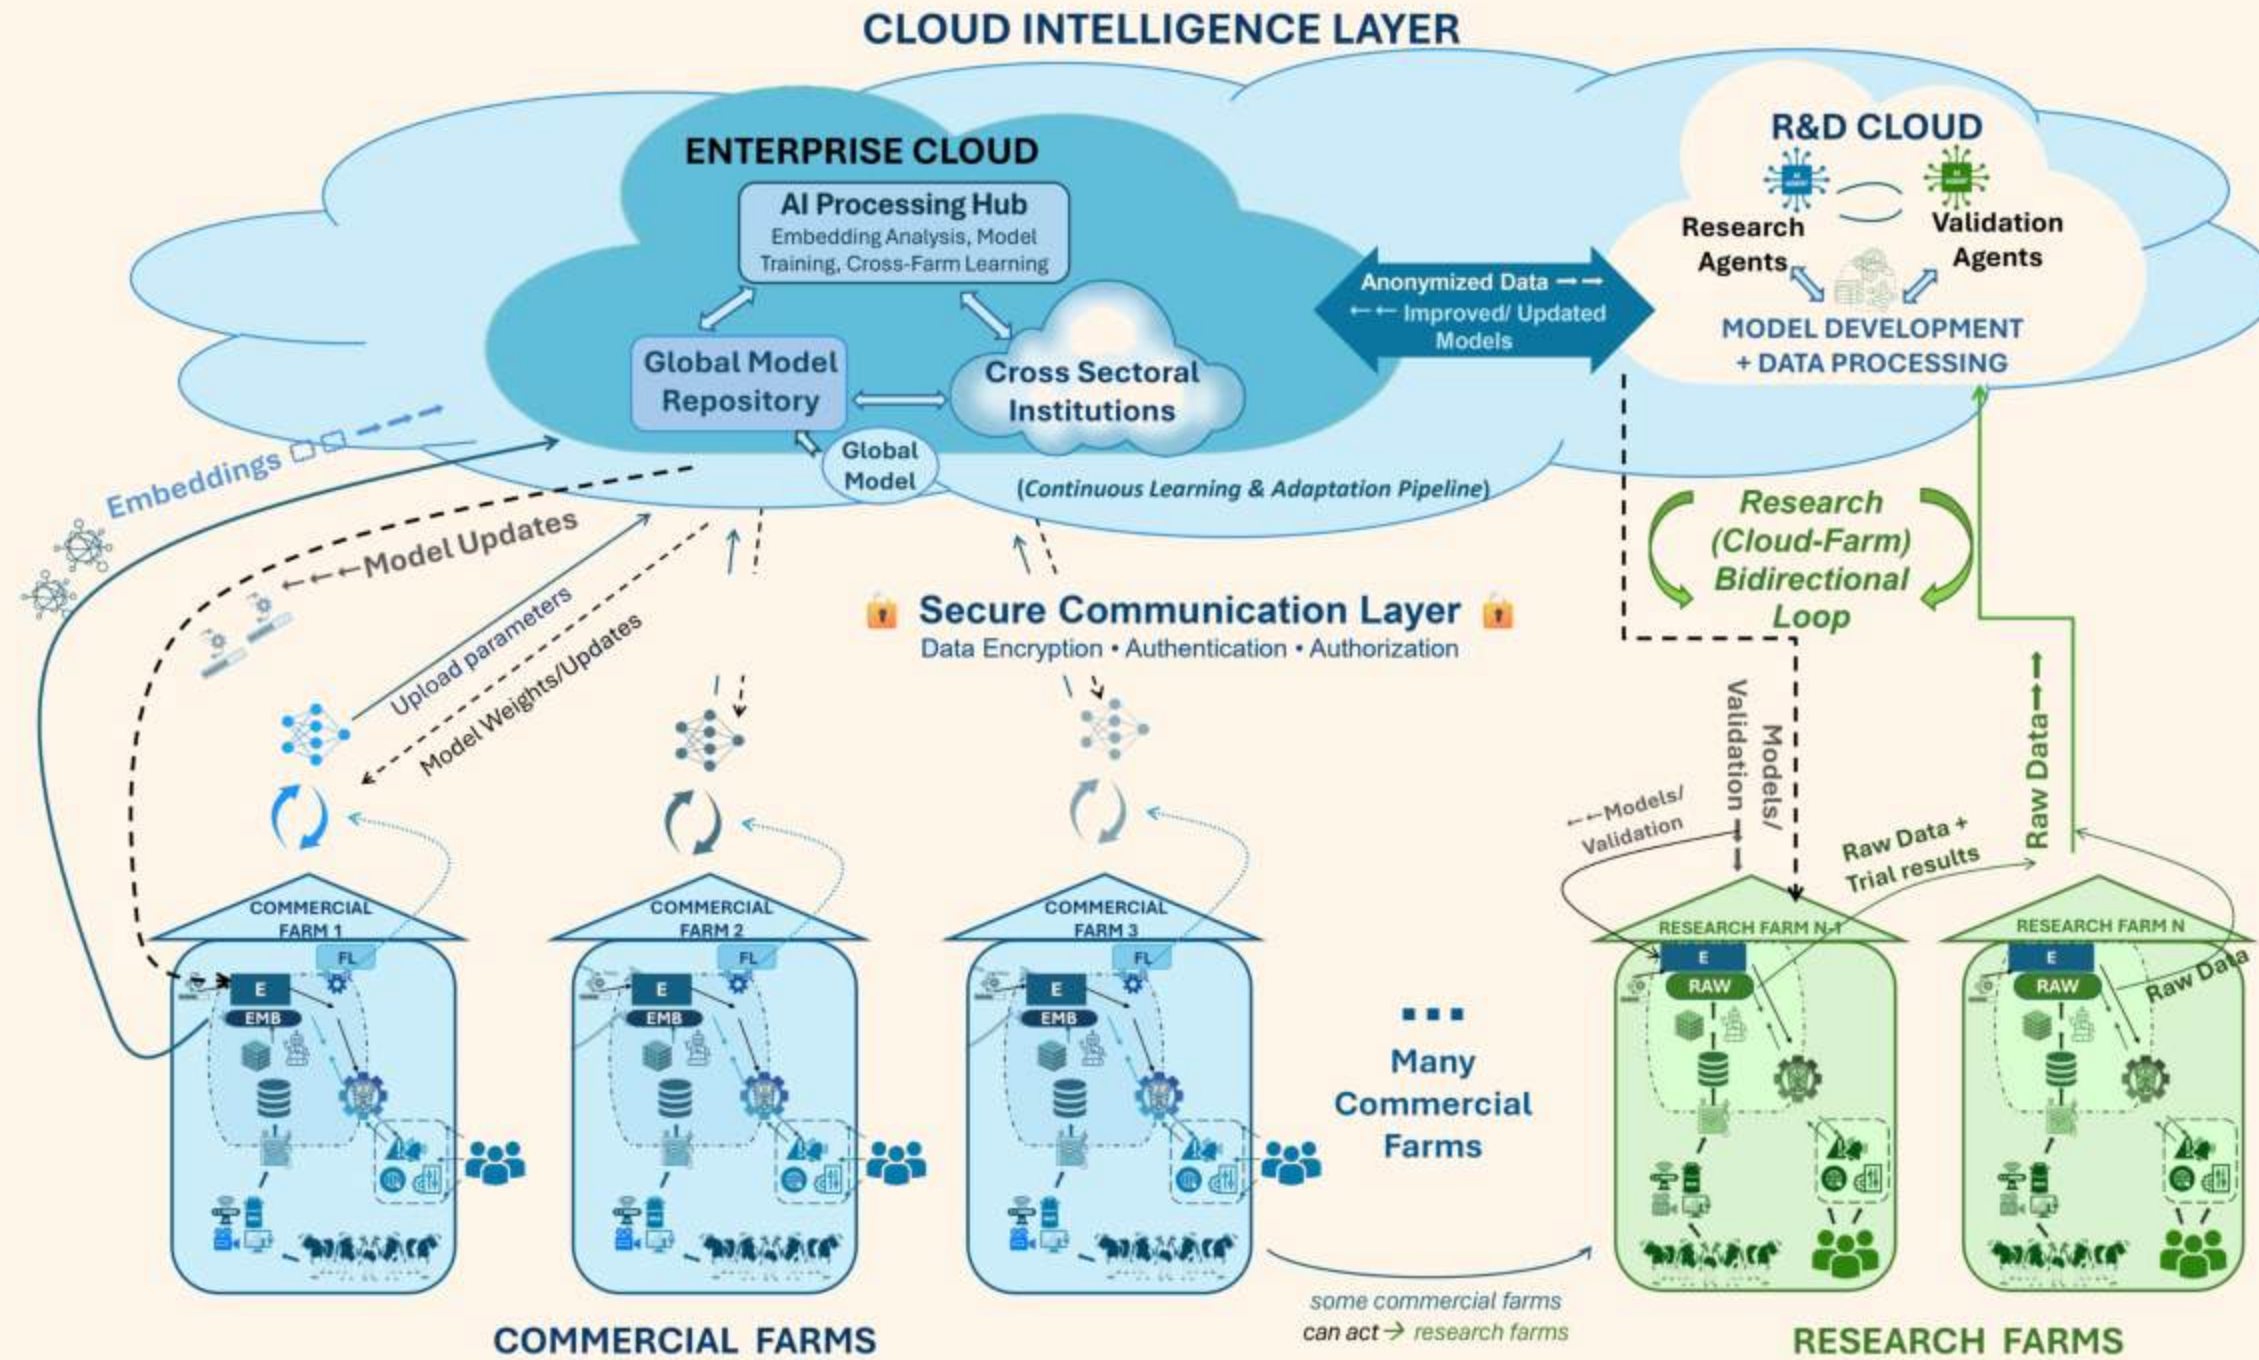 CLOUD INTELLIGENCE LAYER
ENTERPRISE CLOUD
AI Processing Hub
Embedding Analysis, Model
Training, Cross-Farm Learning
Global Model
Repository
Cross Sectoral
Institutions
Global
Model
(Continuous Learning & Adaptation Pipeline)
Anonymized Data →→
←← Improved/ Updated
Models
R&D CLOUD
Research
Agents
Validation
Agents
MODEL DEVELOPMENT
+ DATA PROCESSING
Embeddings
←←←Model Updates
Upload parameters
Model Weights/Updates
Secure Communication Layer
Data Encryption • Authentication • Authorization
Research
(Cloud-Farm)
Bidirectional
Loop
Models/
Validation →→
←←Models/
Validation
Raw Data +
Trial results
Raw Data→→
Raw Data
COMMERCIAL
FARM 1
FL
E
EMB
COMMERCIAL
FARM 2
FL
E
EMB
COMMERCIAL
FARM 3
FL
E
EMB
Many
Commercial
Farms
RESEARCH FARM N-1
E
RAW
RESEARCH FARM N
E
RAW
some commercial farms
can act → research farms
COMMERCIAL FARMS
RESEARCH FARMS